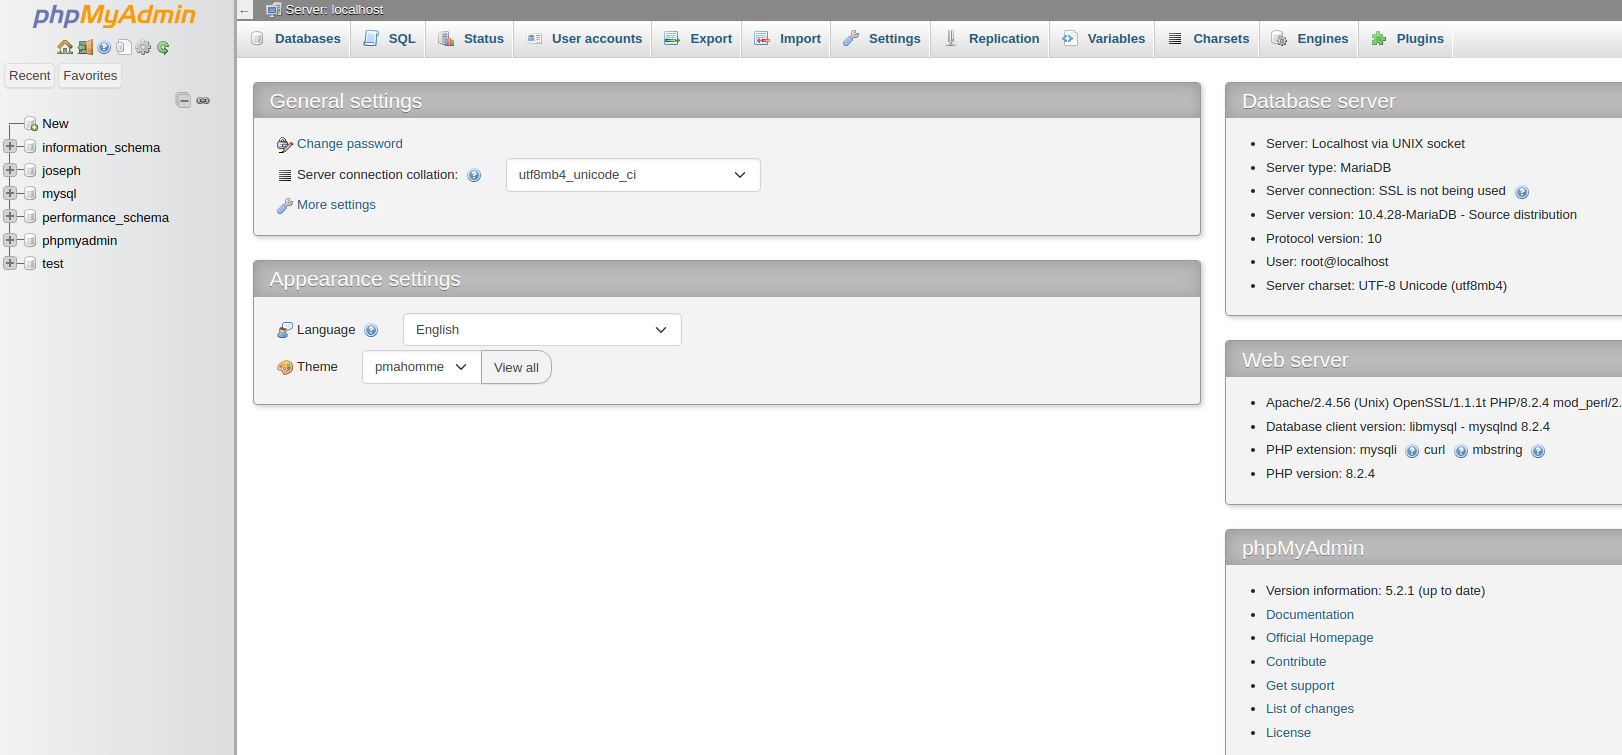 phpMyAdmin
Recent
Favorites
New
information_schema
joseph
mysql
performance_schema
phpmyadmin
test
← Server: localhost
Databases SQL Status User accounts Export Import Settings Replication Variables Charsets Engines Plugins
General settings
Change password
Server connection collation: utf8mb4_unicode_ci
More settings
Appearance settings
Language English
Theme pmahomme View all
Database server
• Server: Localhost via UNIX socket
• Server type: MariaDB
• Server connection: SSL is not being used
• Server version: 10.4.28-MariaDB - Source distribution
• Protocol version: 10
• User: root@localhost
• Server charset: UTF-8 Unicode (utf8mb4)
Web server
• Apache/2.4.56 (Unix) OpenSSL/1.1.1t PHP/8.2.4 mod_perl/2.
• Database client version: libmysql - mysqlnd 8.2.4
• PHP extension: mysqli curl mbstring
• PHP version: 8.2.4
phpMyAdmin
• Version information: 5.2.1 (up to date)
• Documentation
• Official Homepage
• Contribute
• Get support
• List of changes
• License